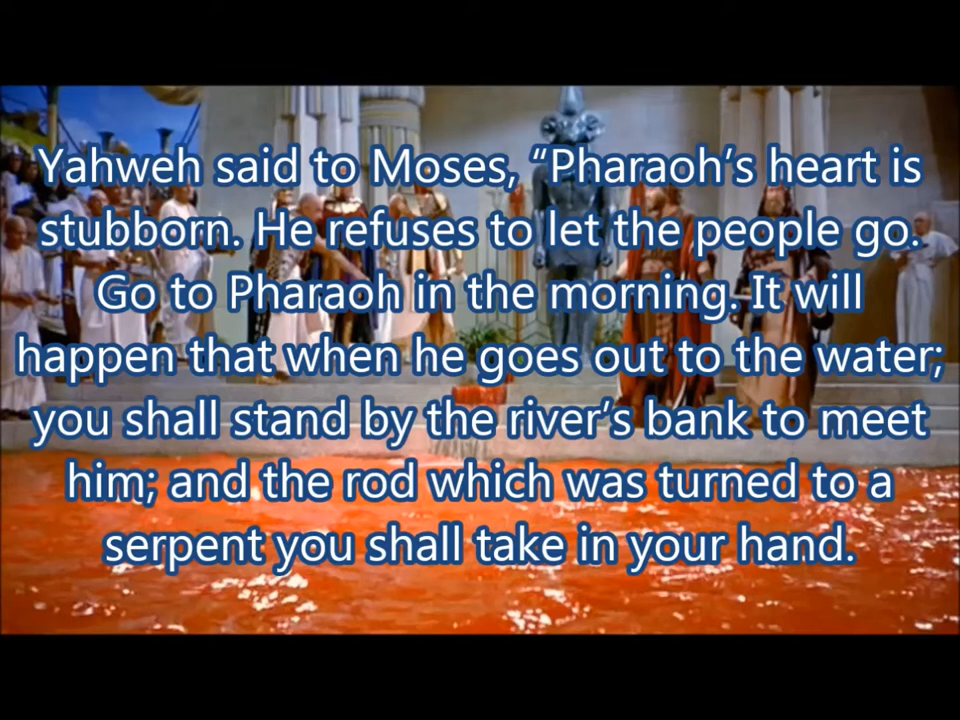 Yahweh said to Moses, “Pharaoh’s heart is
stubborn. He refuses to let the people go.
Go to Pharaoh in the morning. It will
happen that when he goes out to the water;
you shall stand by the river’s bank to meet
him; and the rod which was turned to a
serpent you shall take in your hand.